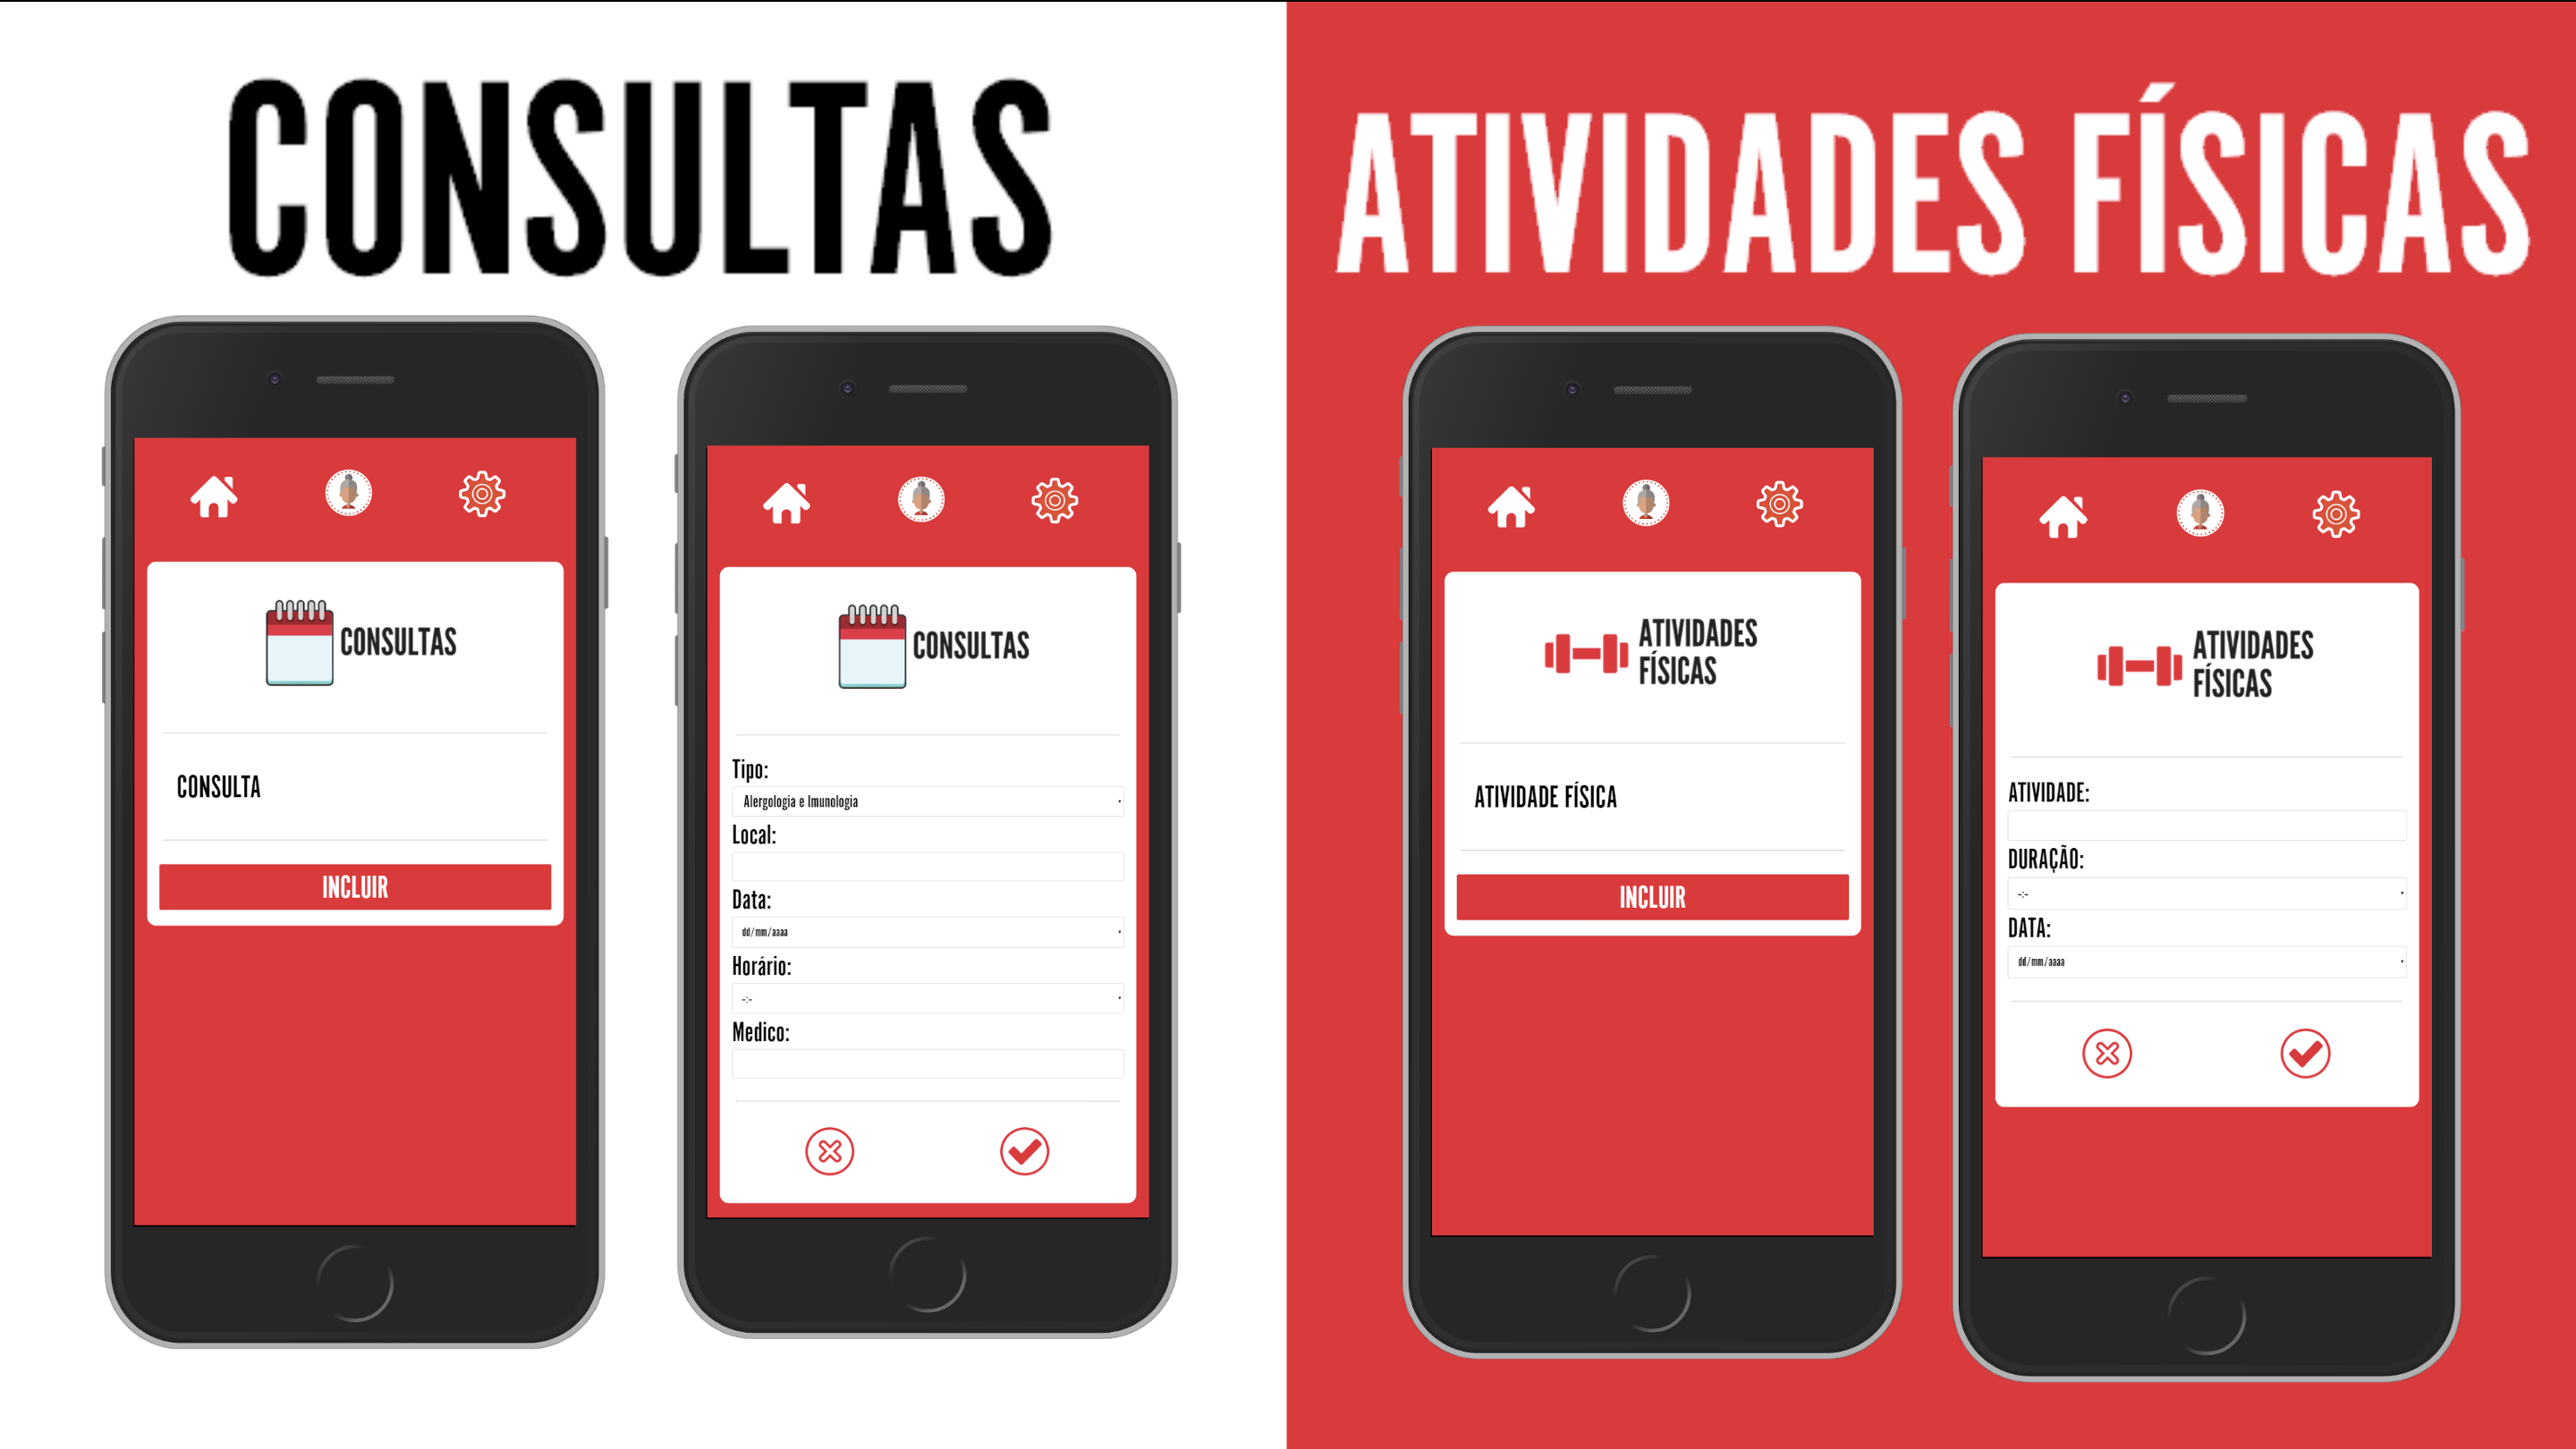 CONSULTAS
ATIVIDADES FÍSICAS
CONSULTAS
CONSULTA
INCLUIR
CONSULTAS
Tipo:
Alergologia e Imunologia
Local:
Data:
dd/mm/aaaa
Horário:
-:-
Medico:
ATIVIDADES
FÍSICAS
ATIVIDADE FÍSICA
INCLUIR
ATIVIDADES
FÍSICAS
ATIVIDADE:
DURAÇÃO:
-:-
DATA:
dd/mm/aaaa